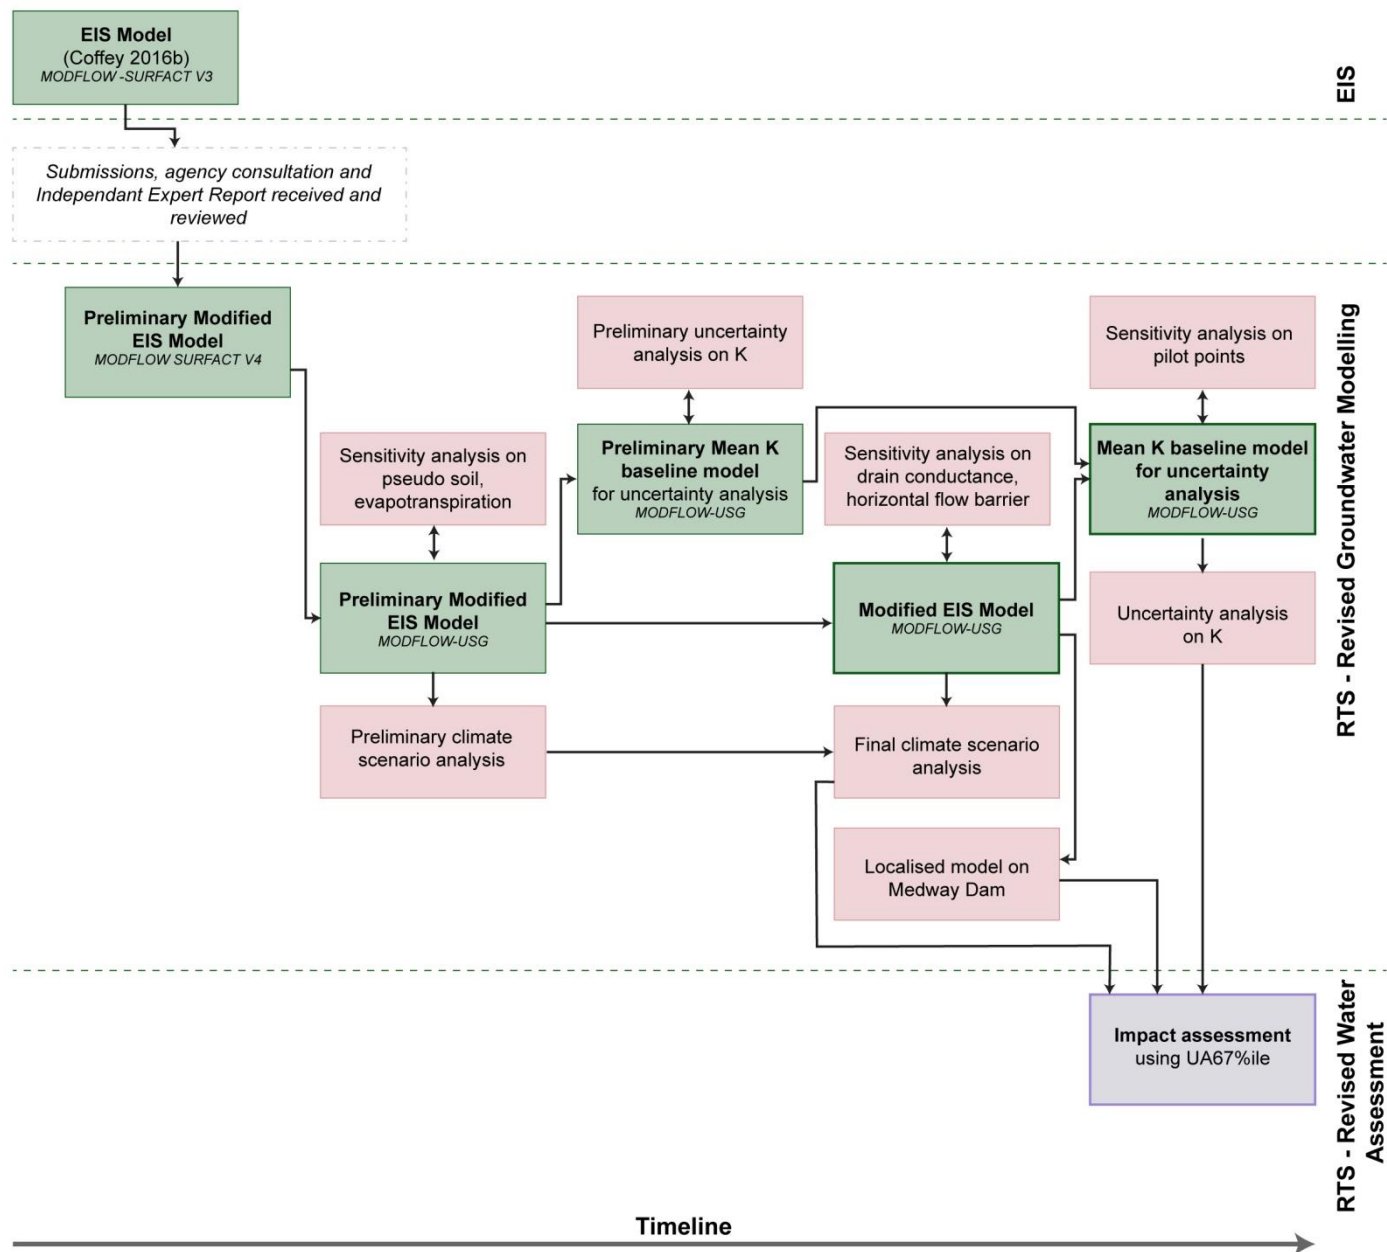 EIS Model
(Coffey 2016b)
MODFLOW -SURFACT V3
EIS
Submissions, agency consultation and
Independant Expert Report received and
reviewed
Preliminary Modified
EIS Model
MODFLOW SURFACT V4
Preliminary uncertainty
analysis on K
Sensitivity analysis on
pilot points
Sensitivity analysis on
pseudo soil,
evapotranspiration
Preliminary Mean K
baseline model
for uncertainty analysis
MODFLOW-USG
Sensitivity analysis on
drain conductance,
horizontal flow barrier
Mean K baseline model
for uncertainty
analysis
MODFLOW-USG
Preliminary Modified
EIS Model
MODFLOW-USG
Modified EIS Model
MODFLOW-USG
Uncertainty analysis
on K
Preliminary climate
scenario analysis
Final climate scenario
analysis
Localised model on
Medway Dam
RTS - Revised Groundwater Modelling
Impact assessment
using UA67%ile
RTS - Revised Water
Assessment
Timeline